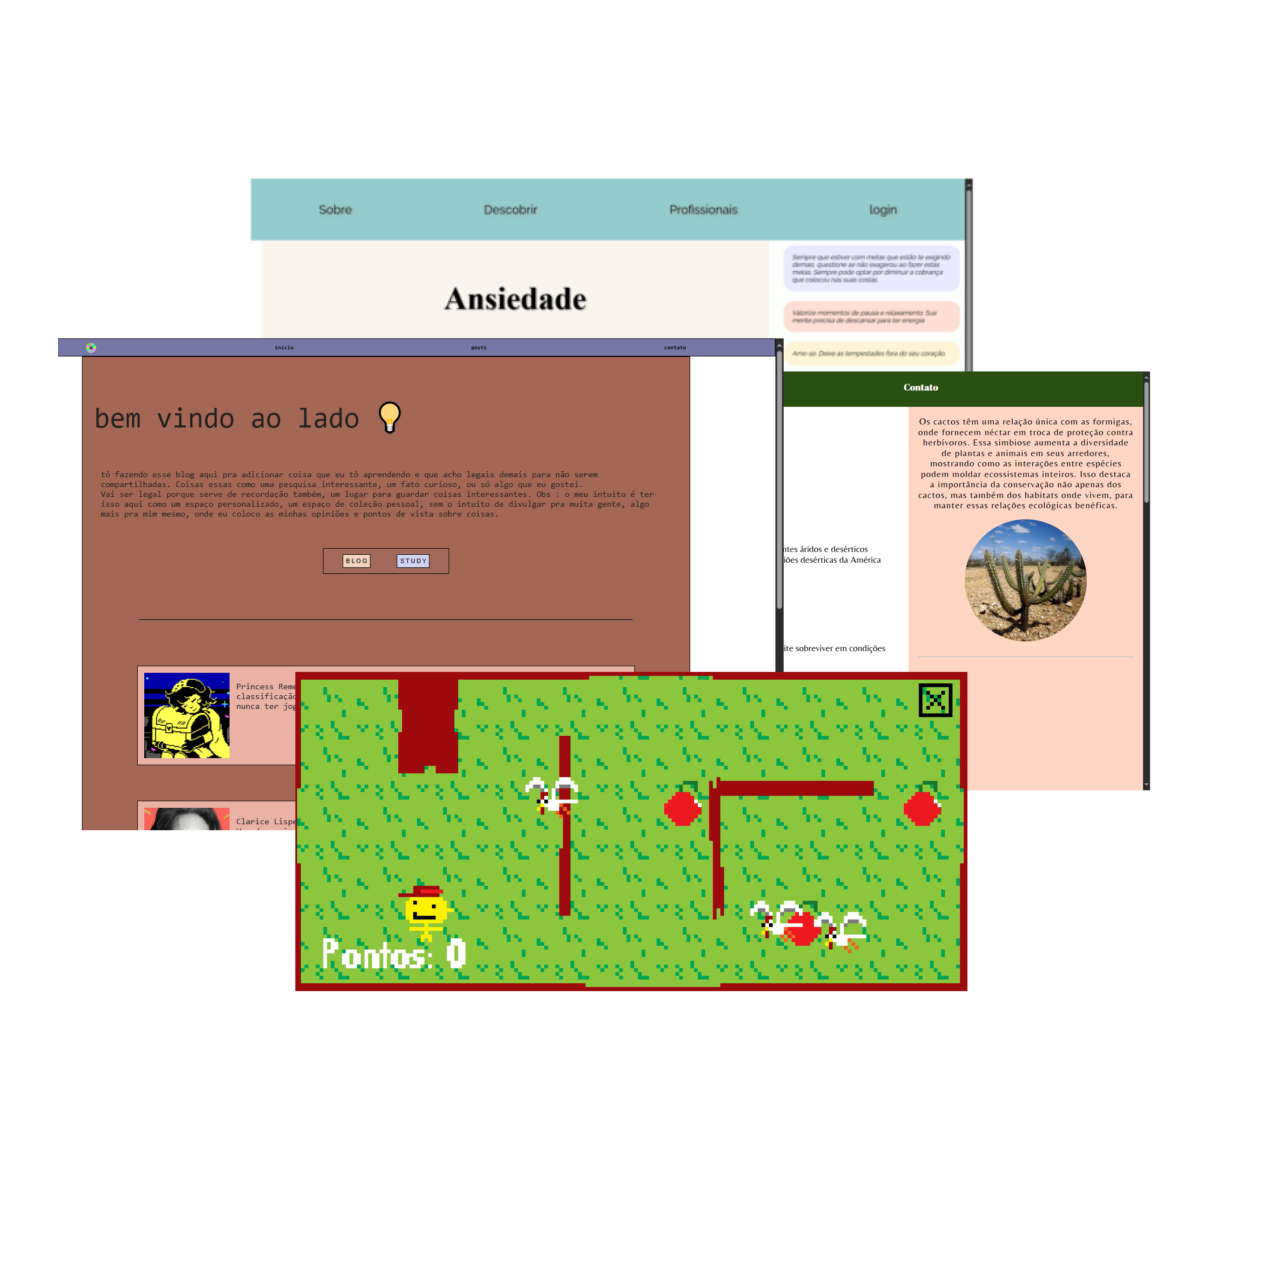 Sobre Descobrir Profissionais login
Ansiedade
Sempre que estiver com metas que estão te exigindo
demais, questione se não exagerou ao fazer estas
metas. Sempre pode optar por diminuir a cobrança
que colocou nas suas costas.
Valorize momentos de pausa e relaxamento. Sua
mente precisa de descansar para ter energia.
Ame-se. Deixe as tempestades fora do seu coração
início posts contato
bem vindo ao lado
tô fazendo esse blog aqui pra adicionar coisa que eu tô aprendendo e que acho legais demais para não serem
compartilhadas. Coisas essas como uma pesquisa interessante, um fato curioso, ou só algo que eu gostei.
Vai ser legal porque serve de recordação também, um lugar para guardar coisas interessantes. Obs : o meu intuito é ter
isso aqui como um espaço personalizado, um espaço de coleção pessoal, sem o intuito de divulgar pra muita gente, algo
mais pra mim mesmo, onde eu coloco as minhas opiniões e pontos de vista sobre coisas.
BLOG STUDY
Princess Reme
classificação
nunca ter jog
Clarice Lispe
Contato
Os cactos têm uma relação única com as formigas,
onde fornecem néctar em troca de proteção contra
herbívoros. Essa simbiose aumenta a diversidade
de plantas e animais em seus arredores,
mostrando como as interações entre espécies
podem moldar ecossistemas inteiros. Isso destaca
a importância da conservação não apenas dos
cactos, mas também dos habitats onde vivem, para
manter essas relações ecológicas benéficas.
ntes áridos e desérticos
iões desérticas da América
ite sobreviver em condições
Pontos: 0